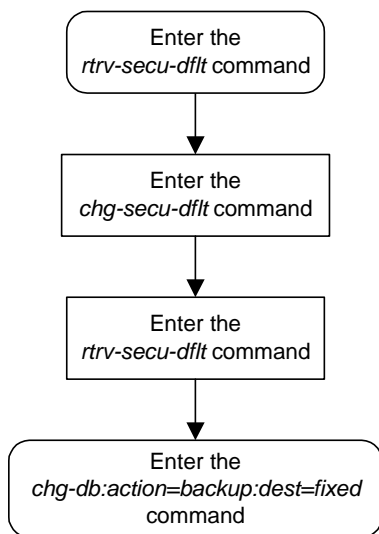 Enter the
rtrv-secu-dflt command
Enter the
chg-secu-dflt command
Enter the
rtrv-secu-dflt command
Enter the
chg-db:action=backup:dest=fixed
command